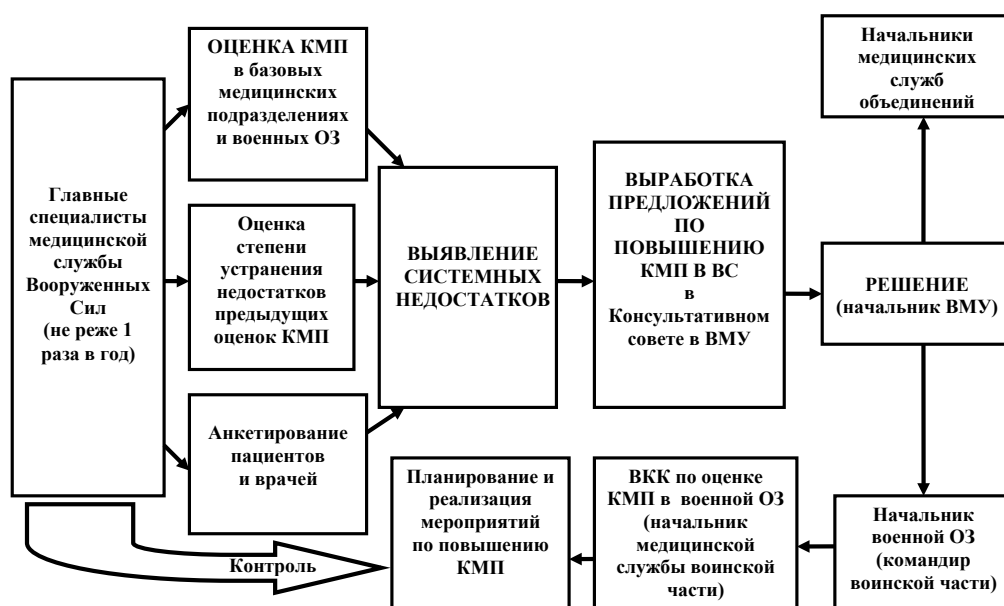 Главные
специалисты
медицинской
службы
Вооруженных
Сил
(не реже 1
раза в год)
ОЦЕНКА КМП
в базовых
медицинских
подразделениях
и военных ОЗ
Оценка
степени
устранения
недостатков
предыдущих
оценок КМП
Анкетирование
пациентов
и врачей
ВЫЯВЛЕНИЕ
СИСТЕМНЫХ
НЕДОСТАТКОВ
ВЫРАБОТКА
ПРЕДЛОЖЕНИЙ
ПО
ПОВЫШЕНИЮ
КМП В ВС
в
Консультативном
совете в ВМУ
РЕШЕНИЕ
(начальник ВМУ)
Начальники
медицинских
служб
объединений
Начальник
военной ОЗ
(командир
воинской части)
ВКК по оценке
КМП в военной ОЗ
(начальник
медицинской
службы воинской
части)
Планирование и
реализация
мероприятий
по повышению
КМП
Контроль